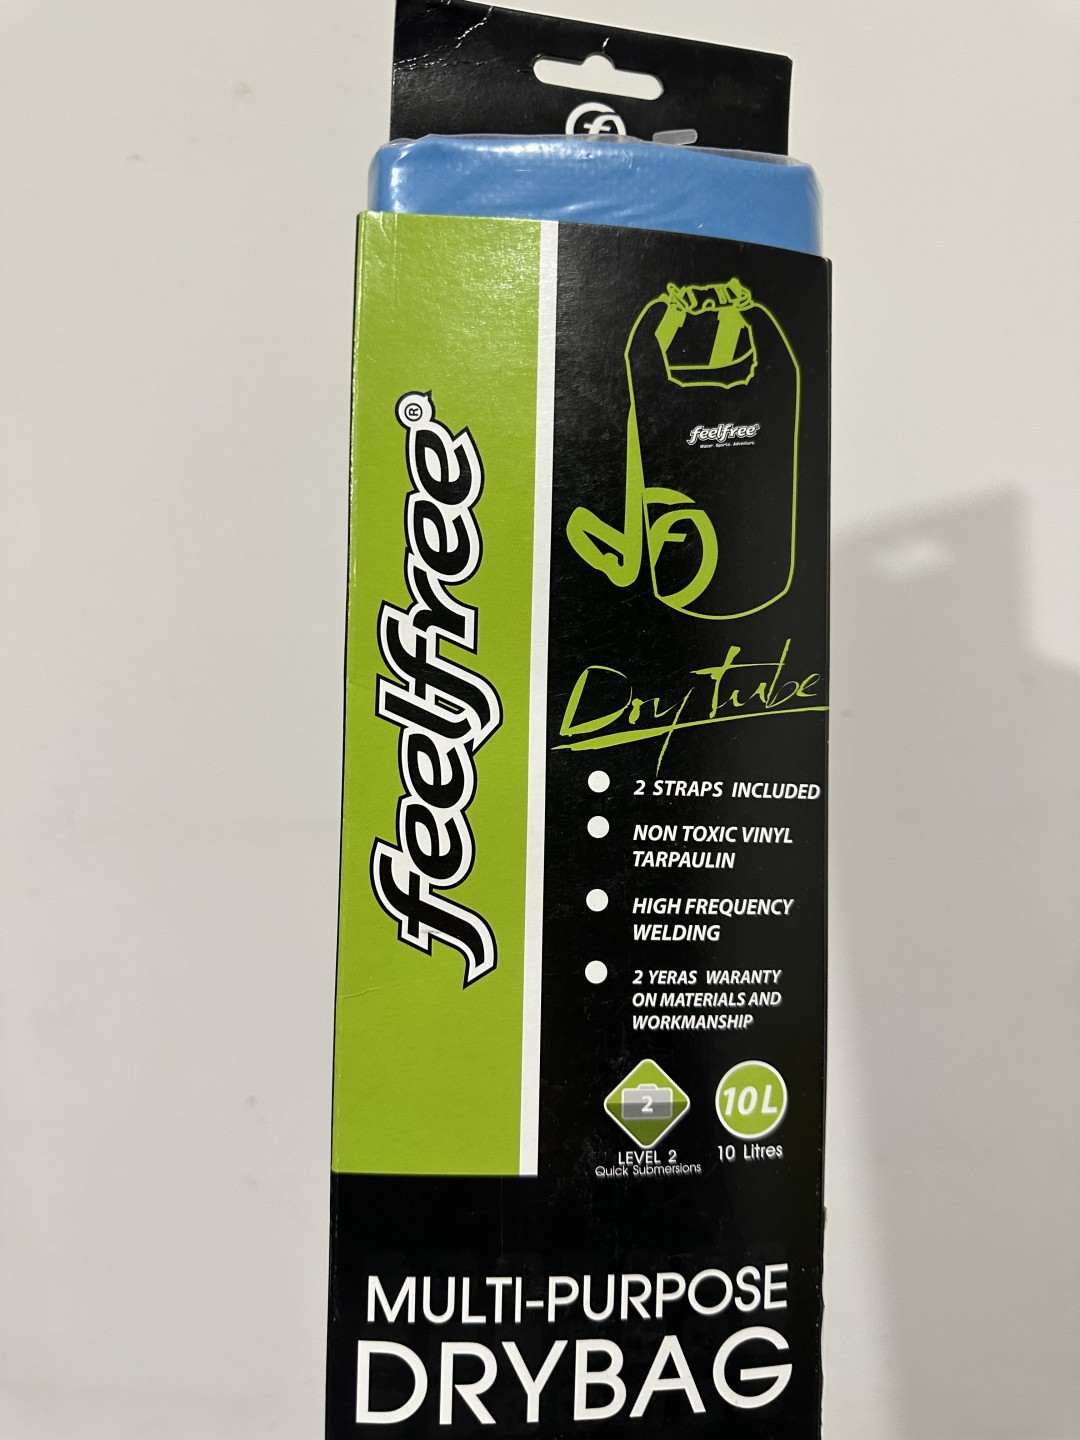 feelfree®
feelfree
Water Sports Adventure
Dry tube
2 STRAPS INCLUDED
NON TOXIC VINYL
TARPAULIN
HIGH FREQUENCY
WELDING
2 YERAS WARANTY
ON MATERIALS AND
WORKMANSHIP
2
10 L
LEVEL 2
Quick Submersions
10 Litres
MULTI-PURPOSE
DRYBAG